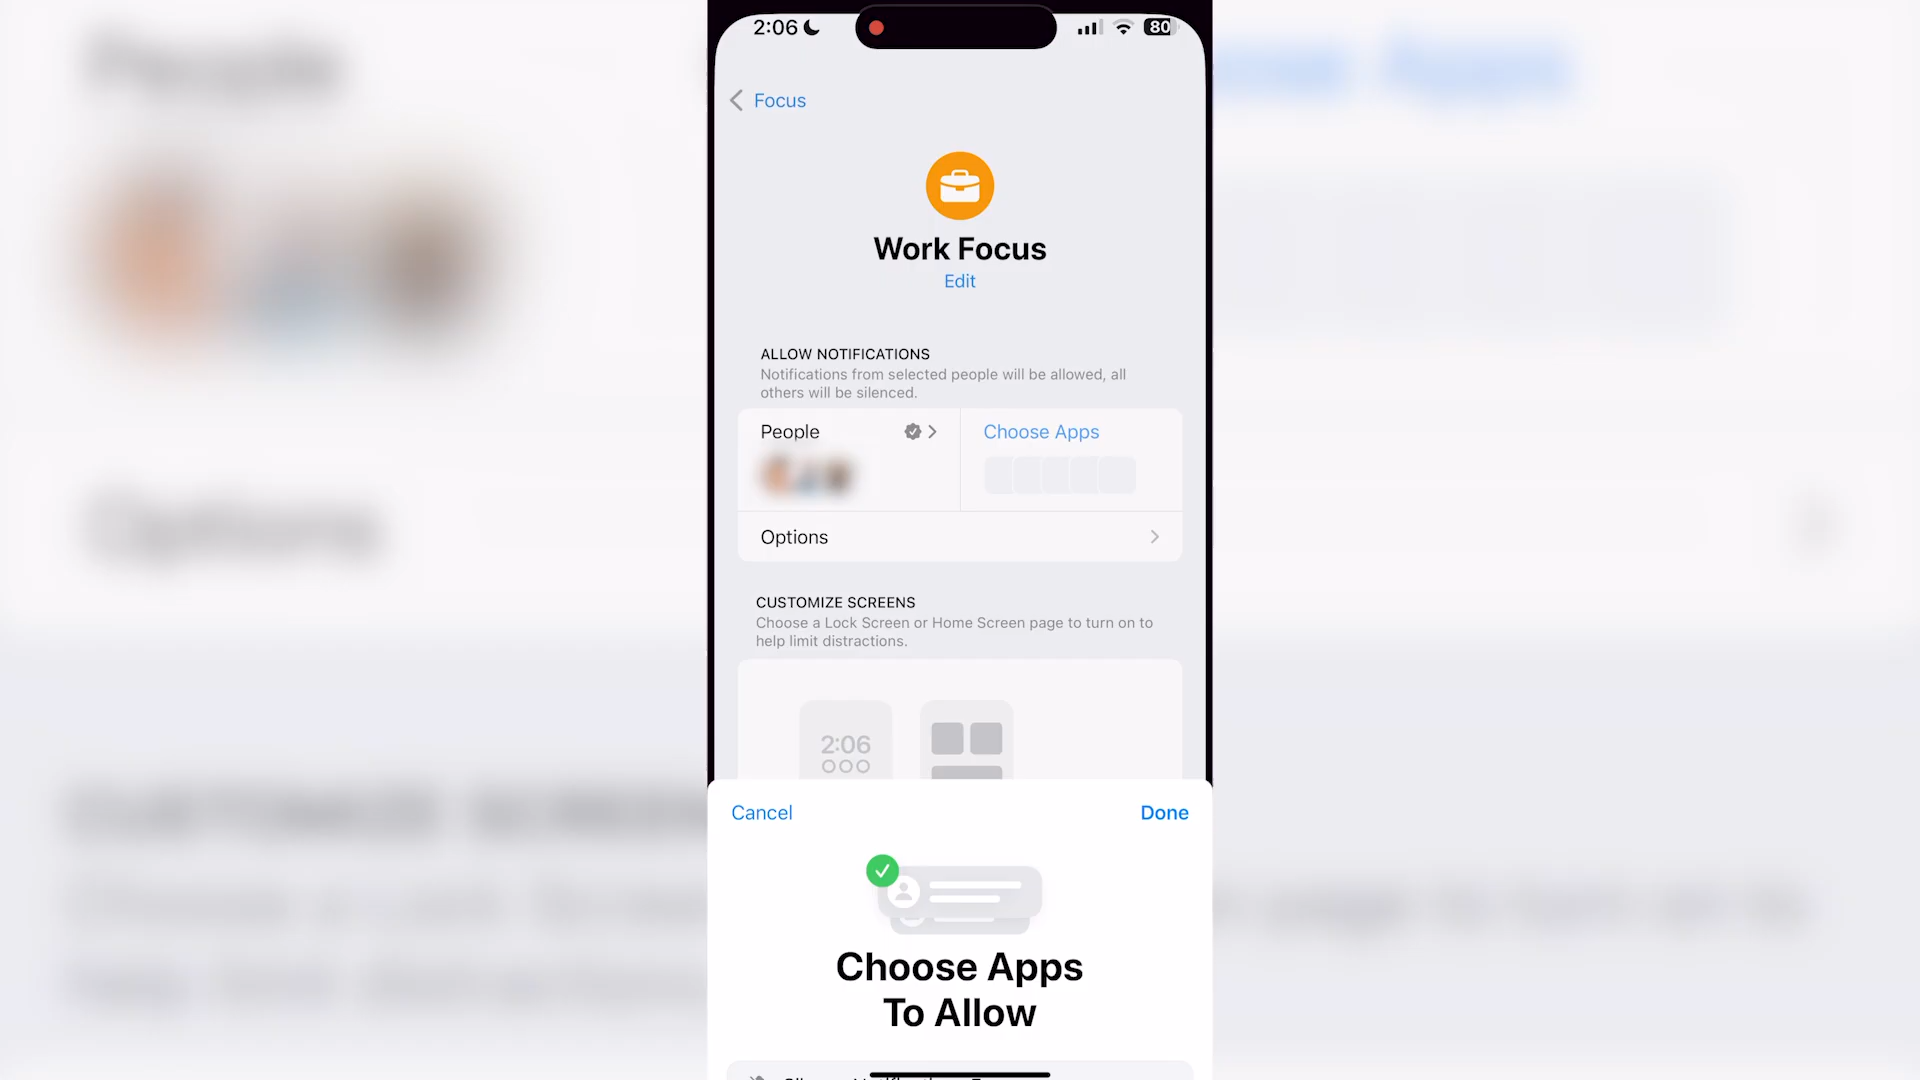 2:06
80
Focus
Work Focus
Edit
ALLOW NOTIFICATIONS
Notifications from selected people will be allowed, all
others will be silenced.
People
Choose Apps
Options
CUSTOMIZE SCREENS
Choose a Lock Screen or Home Screen page to turn on to
help limit distractions.
2:06
Cancel
Done
Choose Apps
To Allow